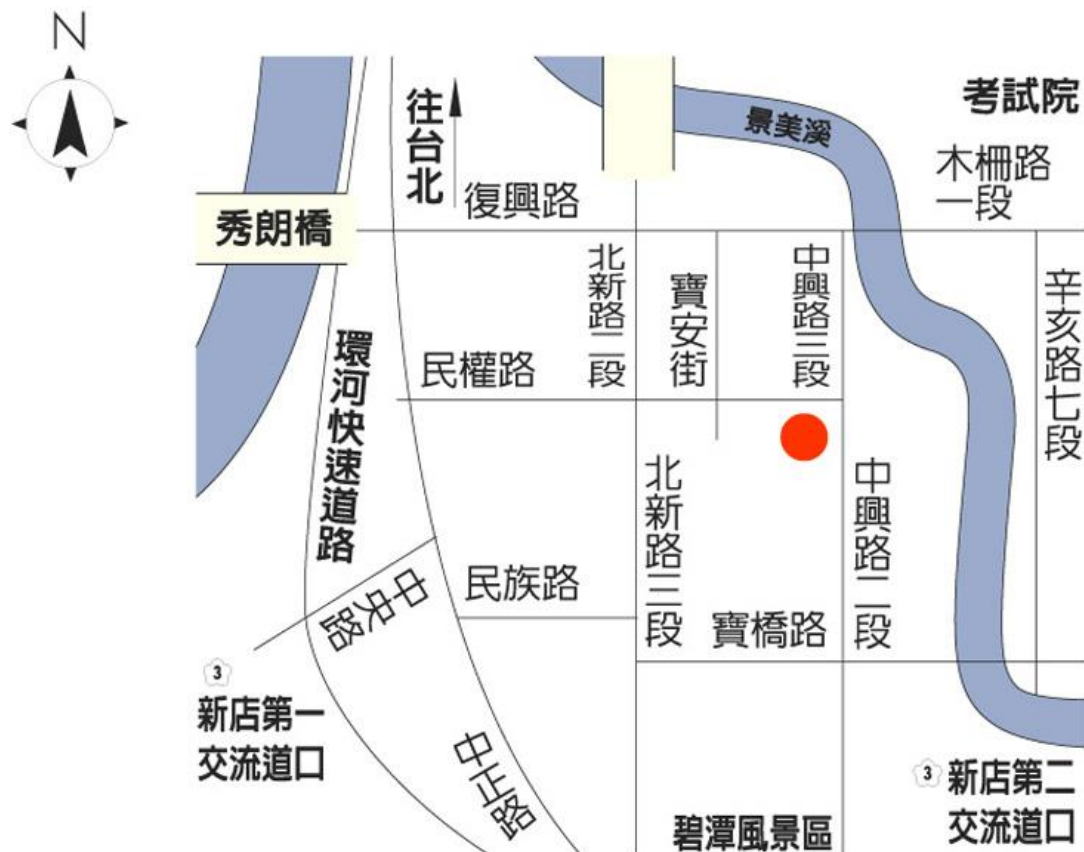 N
往台北
景美溪
考試院
木柵路
一段
復興路
秀朗橋
北新路二段
寶安街
中興路三段
辛亥路七段
環河快速道路
民權路
北新路三段
中興路二段
中央路
民族路
寶橋路
3
新店第一
交流道口
中正路
碧潭風景區
3
新店第二
交流道口